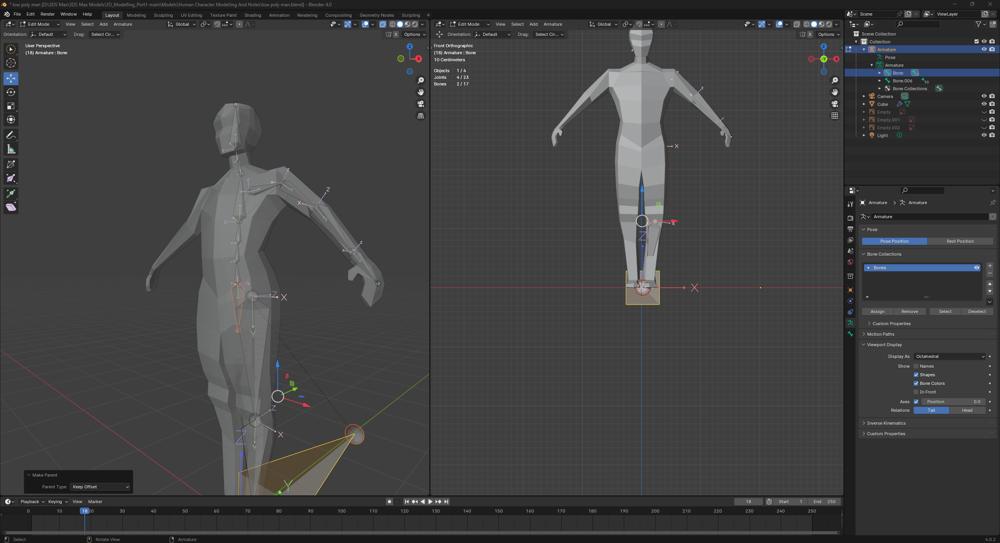 * low poly man [D:\3DS Max\3DS Max Models\3D_Modelling_Port1-main\Models\Human Character Modelling And Notes\low poly man.blend] - Blender 4.0
File Edit Render Window Help Layout Modeling Sculpting UV Editing Texture Paint Shading Animation Rendering Compositing Geometry Nodes Scripting + Scene ViewLayer
Edit Mode View Select Add Armature Global Edit Mode View Select Add Armature Global
Orientation: Default Drag: Select Cir... X Options Orientation: Default Drag: Select Cir... X Options
User Perspective
(18) Armature : Bone
Z
X
Front Orthographic
(18) Armature : Bone
10 Centimeters
Objects 1 / 4
Joints 4 / 23
Bones 2 / 17
Z
-Y
X
Scene Collection
Collection
Armature
Pose
Armature
Bone 5
Bone.006 10
Bone Collections
Camera
Cube
Empty
Empty.001
Empty.002
Light
Armature > Armature
Armature
Pose
Pose Position Rest Position
Bone Collections
Bones
Assign Remove Select Deselect
Custom Properties
Motion Paths
Viewport Display
Display As Octahedral
Show Names
Shapes
Bone Colors
In Front
Axes Position 0.0
Relations Tail Head
Inverse Kinematics
Custom Properties
Make Parent
Parent Type Keep Offset
Playback Keying View Marker 18 Start 1 End 250
0 10 18 20 30 40 50 60 70 80 90 100 110 120 130 140 150 160 170 180 190 200 210 220 230 240 250
Select Rotate View Armature 4.0.2